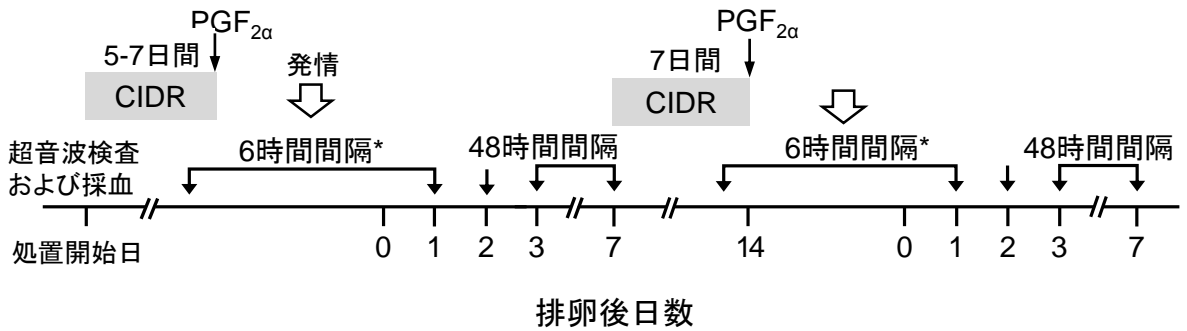 PGF2α
PGF2α
5-7日間
発情
7日間
CIDR
CIDR
超音波検査
および採血
6時間間隔*
48時間間隔
6時間間隔*
48時間間隔
処置開始日
0 1 2 3 7 14 0 1 2 3 7
排卵後日数